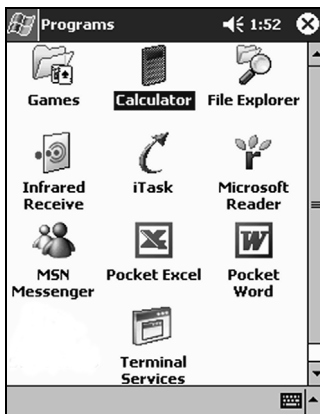 Programs 1:52
Games Calculator File Explorer
Infrared Receive iTask Microsoft Reader
MSN Messenger Pocket Excel Pocket Word
Terminal Services